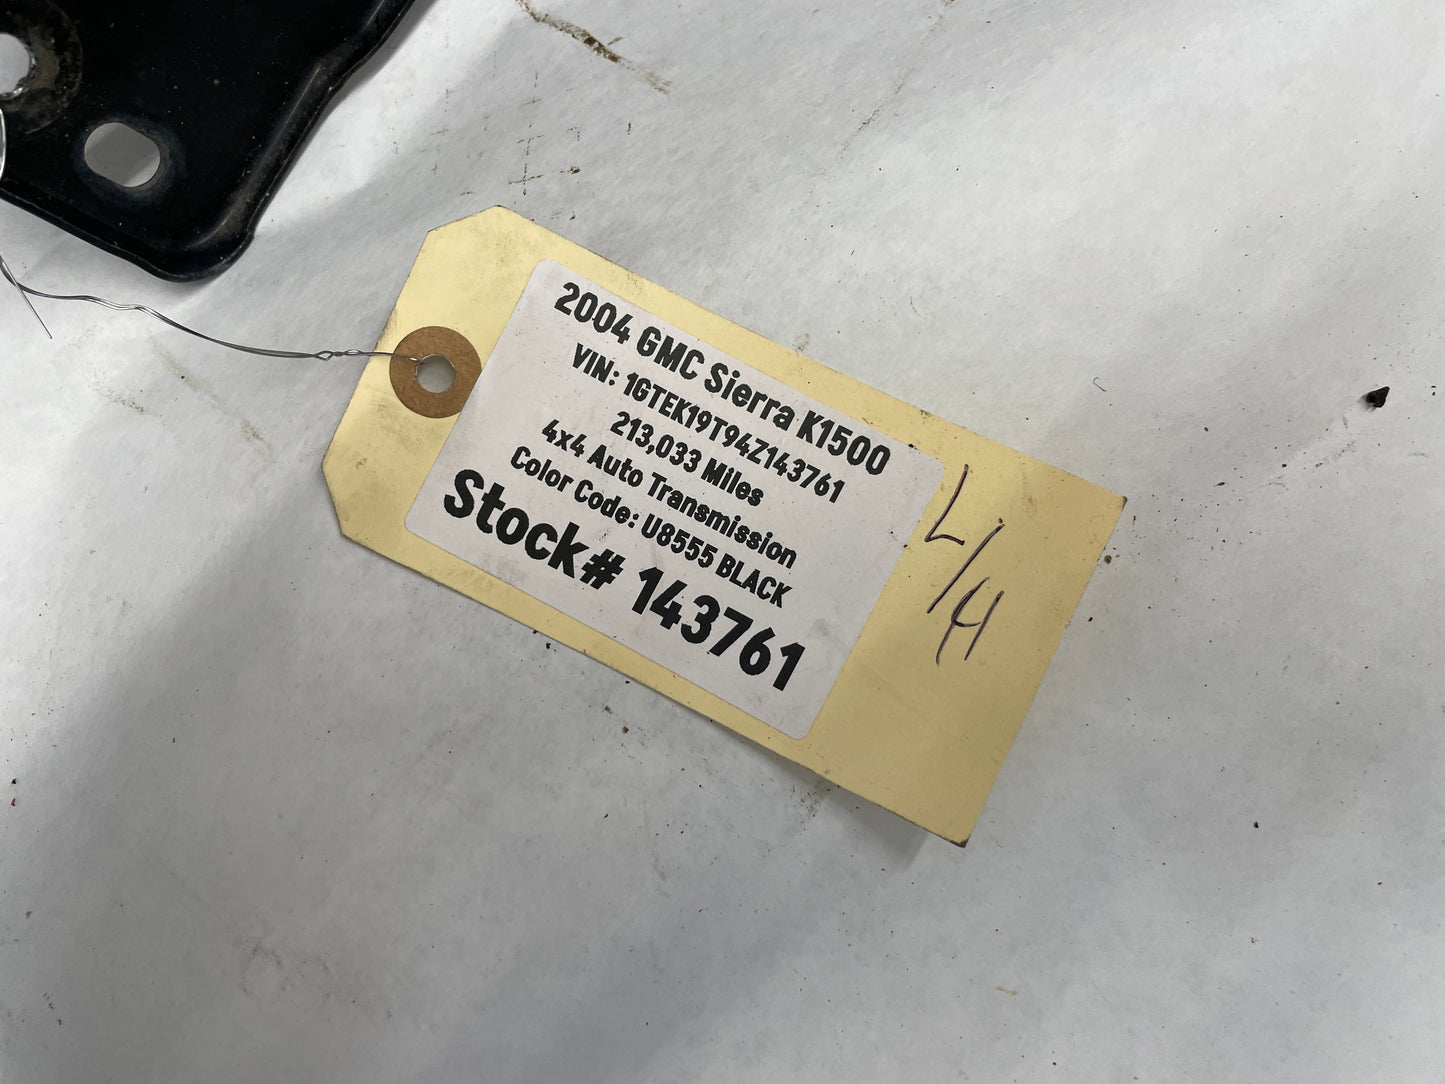 2004 GMC Sierra K1500
VIN: 1GTEK19T94Z143761
213,033 Miles
4x4 Auto Transmission
Color Code: U8555 BLACK
Stock# 143761
L/H